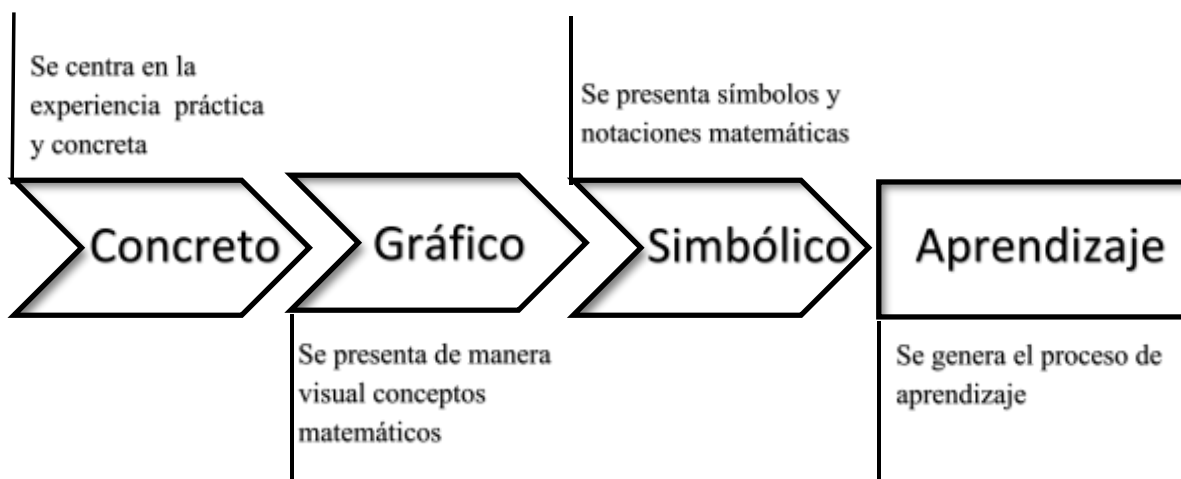 Se centra en la
experiencia práctica
y concreta
Se presenta símbolos y
notaciones matemáticas
Concreto
Gráfico
Simbólico
Aprendizaje
Se presenta de manera
visual conceptos
matemáticos
Se genera el proceso de
aprendizaje